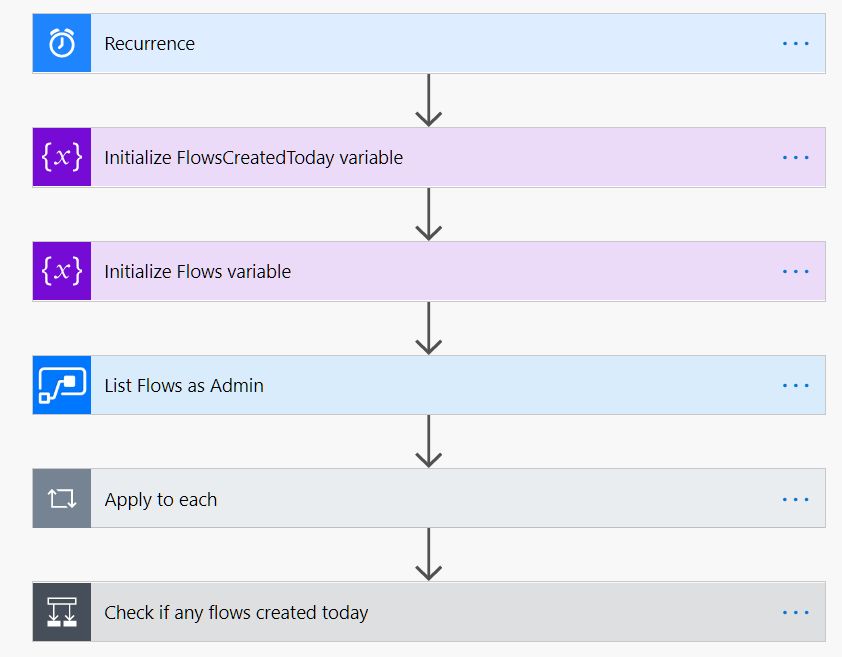 Recurrence
{x} Initialize FlowsCreatedToday variable
{x} Initialize Flows variable
List Flows as Admin
Apply to each
Check if any flows created today